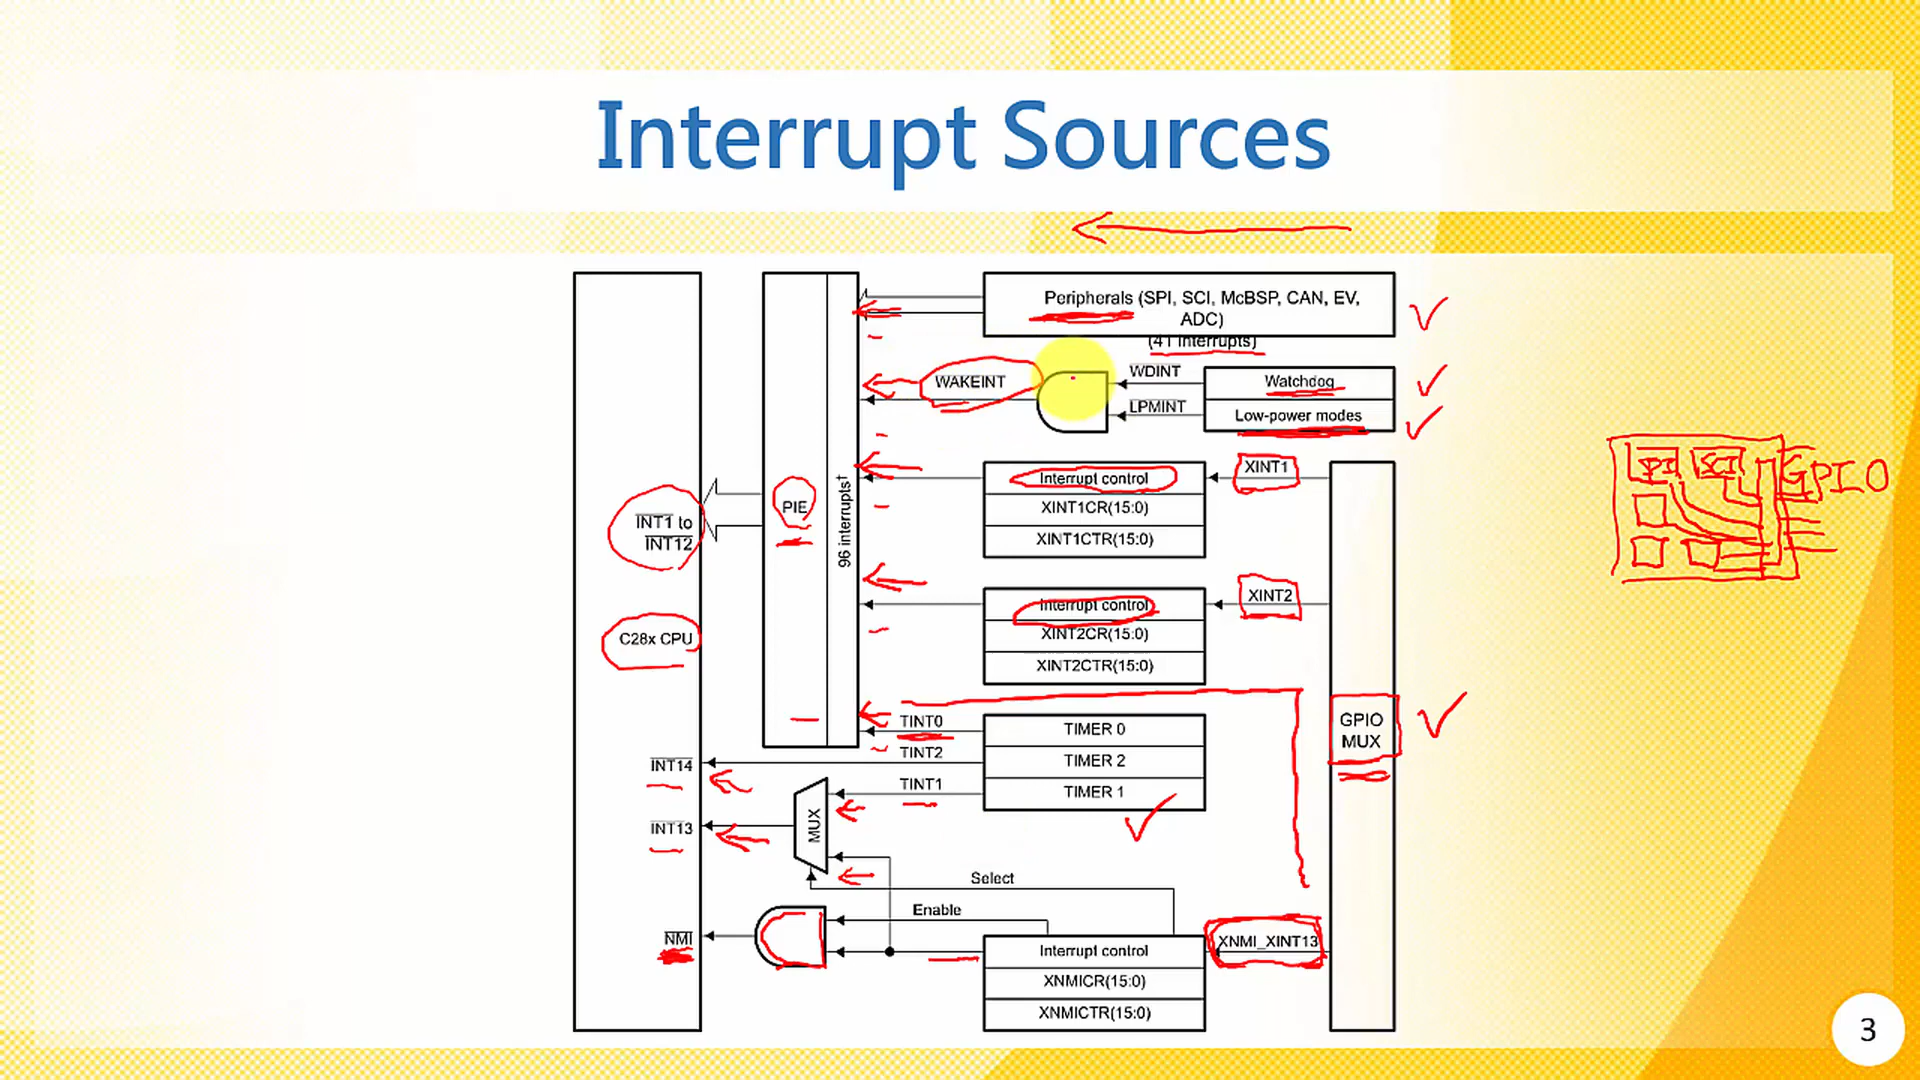 Interrupt Sources
Peripherals (SPI, SCI, McBSP, CAN, EV,
ADC)
(41 interrupts)
WAKEINT
WDINT
Watchdog
LPMINT
Low-power modes
XINT1
Interrupt control
XINT1CR(15:0)
XINT1CTR(15:0)
SCI
GPIO
PIE
96 interrupts†
INT1 to
INT12
C28x CPU
XINT2
Interrupt control
XINT2CR(15:0)
XINT2CTR(15:0)
GPIO
MUX
TINT0
TIMER 0
TINT2
TIMER 2
TINT1
TIMER 1
INT14
INT13
MUX
Select
Enable
NMI
XNMI_XINT13
Interrupt control
XNMICR(15:0)
XNMICTR(15:0)
3